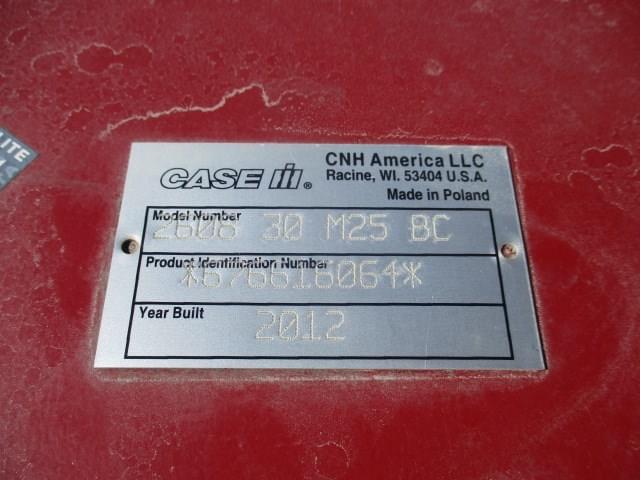 LITE
CASE IH®
CNH America LLC
Racine, WI. 53404 U.S.A.
Made in Poland
Model Number
2608 30 M25 BC
Product Identification Number
*676616064*
Year Built
2012